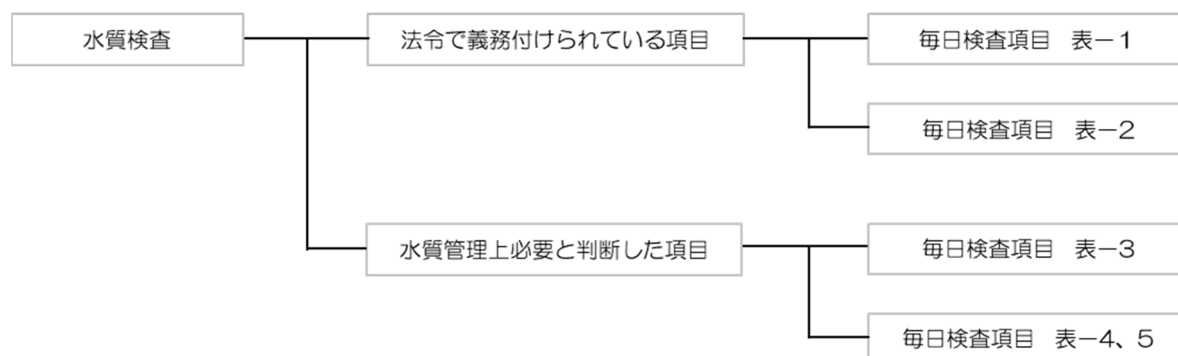 水質検査
法令で義務付けられている項目
毎日検査項目 表－1
毎日検査項目 表－2
水質管理上必要と判断した項目
毎日検査項目 表－3
毎日検査項目 表－4、5